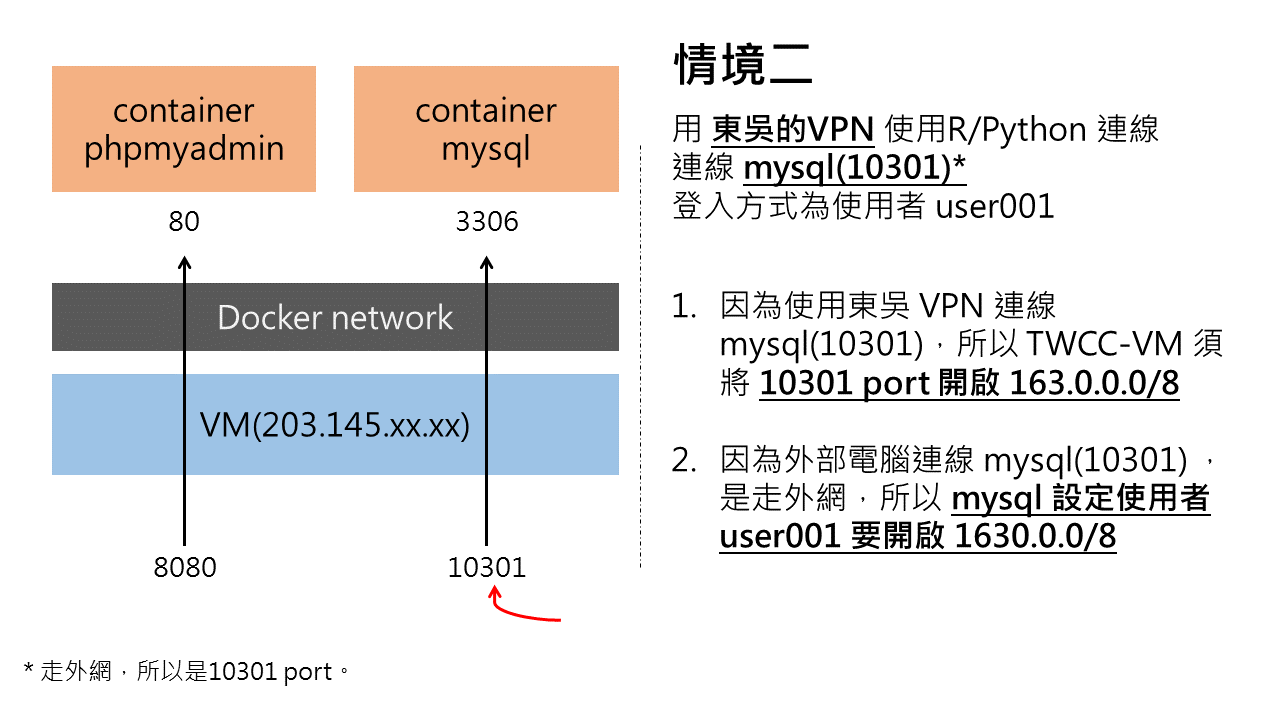 container
phpmyadmin
container
mysql
80
3306
Docker network
VM(203.145.xx.xx)
8080
10301
* 走外網，所以是10301 port。
情境二
用 東吳的VPN 使用R/Python 連線
連線 mysql(10301)*
登入方式為使用者 user001
1. 因為使用東吳 VPN 連線
mysql(10301)，所以 TWCC-VM 須
將 10301 port 開啟 163.0.0.0/8
2. 因為外部電腦連線 mysql(10301) ，
是走外網，所以 mysql 設定使用者
user001 要開啟 1630.0.0/8